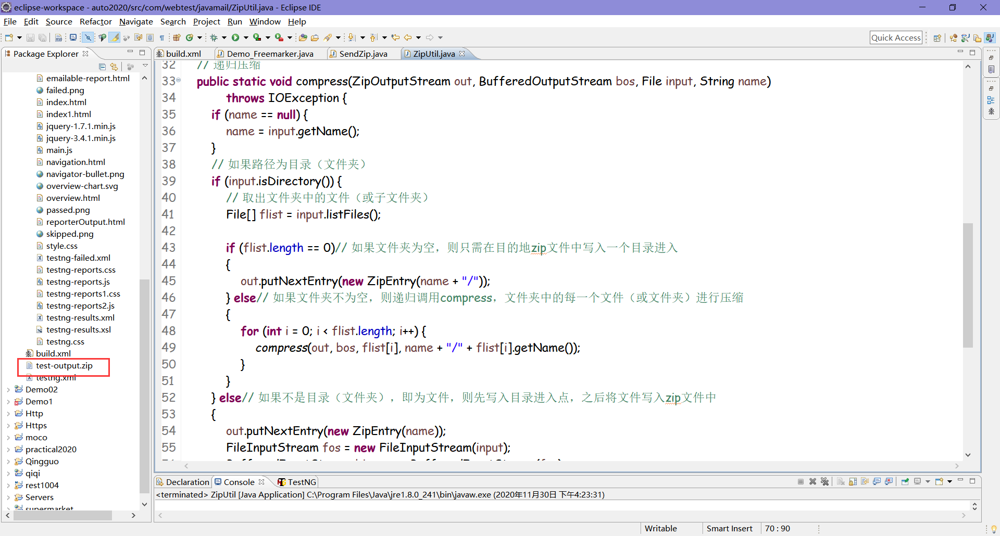 eclipse-workspace - auto2020/src/com/webtest/javamail/ZipUtil.java - Eclipse IDE
File Edit Source Refactor Navigate Search Project Run Window Help
Quick Access
Package Explorer
emailable-report.html
failed.png
index.html
index1.html
jquery-1.7.1.min.js
jquery-3.4.1.min.js
main.js
navigation.html
navigator-bullet.png
overview-chart.svg
overview.html
passed.png
reporterOutput.html
skipped.png
style.css
testng-failed.xml
testng-reports.css
testng-reports.js
testng-reports1.css
testng-reports2.js
testng-results.xml
testng-results.xsl
testng.css
build.xml
test-output.zip
testng.xml
Demo02
Demo1
Http
Https
moco
practical2020
Qingguo
qiqi
rest1004
Servers
supermarket
build.xml Demo_Freemarker.java SendZip.java ZipUtil.java
32 // 递归压缩
33 public static void compress(ZipOutputStream out, BufferedOutputStream bos, File input, String name)
34 throws IOException {
35 if (name == null) {
36 name = input.getName();
37 }
38 // 如果路径为目录（文件夹）
39 if (input.isDirectory()) {
40 // 取出文件夹中的文件（或子文件夹）
41 File[] flist = input.listFiles();
42
43 if (flist.length == 0)// 如果文件夹为空，则只需在目的地zip文件中写入一个目录进入
44 {
45 out.putNextEntry(new ZipEntry(name + "/"));
46 } else// 如果文件夹不为空，则递归调用compress，文件夹中的每一个文件（或文件夹）进行压缩
47 {
48 for (int i = 0; i < flist.length; i++) {
49 compress(out, bos, flist[i], name + "/" + flist[i].getName());
50 }
51 }
52 } else// 如果不是目录（文件夹），即为文件，则先写入目录进入点，之后将文件写入zip文件中
53 {
54 out.putNextEntry(new ZipEntry(name));
55 FileInputStream fos = new FileInputStream(input);
Declaration Console TestNG
<terminated> ZipUtil [Java Application] C:\Program Files\Java\jre1.8.0_241\bin\javaw.exe (2020年11月30日 下午4:23:31)
Writable Smart Insert 70 : 90